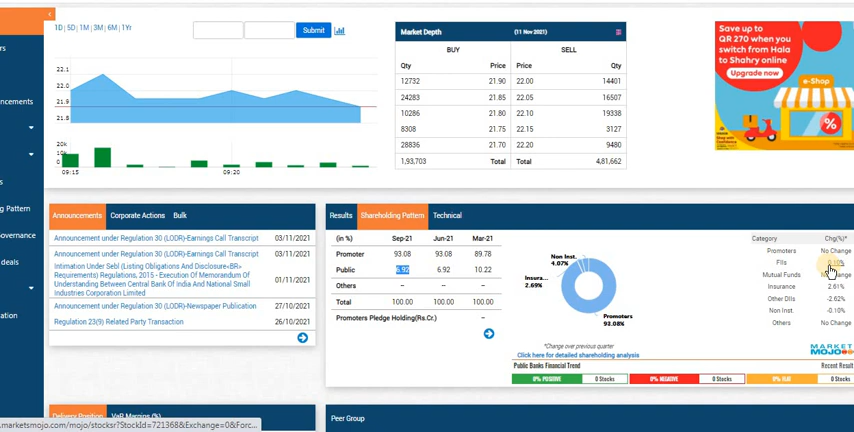 1D | 5D | 1M | 3M | 6M | 1Yr
Submit
22.1
22.0
21.9
21.8
20k
10k
0
09:15 09:20
Market Depth (11 Nov 2021)
BUY SELL
Qty Price Price Qty
12732 21.90 22.00 14401
24283 21.85 22.05 16507
10286 21.80 22.10 19338
8308 21.75 22.15 3127
28836 21.70 22.20 9480
1,93,703 Total Total 4,81,662
Save up to
QR 270 when you
switch from Hala
to Shahry online
Upgrade now
e-Shop
%
rs
ncements
s
g Pattern
overnance
deals
ation
Announcements Corporate Actions Bulk
Announcement under Regulation 30 (LODR)-Earnings Call Transcript 03/11/2021
Announcement under Regulation 30 (LODR)-Earnings Call Transcript 03/11/2021
Intimation Under Sebi (Listing Obligations And Disclosure<BR>
Requirements) Regulations, 2015 - Execution Of Memorandum Of
Understanding Between Central Bank Of India And National Small
Industries Corporation Limited 01/11/2021
Announcement under Regulation 30 (LODR)-Newspaper Publication 27/10/2021
Regulation 23(9) Related Party Transaction 26/10/2021
Results Shareholding Pattern Technical
(in %) Sep-21 Jun-21 Mar-21
Promoters 93.08 93.08 89.78
Public 6.92 6.92 10.22
Others -- -- --
Total 100.00 100.00 100.00
Promoters Pledge Holding(Rs.Cr.) --
Non Inst.
4.07%
Insura...
2.69%
Promoters
93.08%
*Change over previous quarter
Click here for detailed shareholding analysis
Category Chg(%)*
Promoters No Change
FIIs
Mutual Funds
Insurance 2.61%
Other DIIs -2.62%
Non Inst. -0.10%
Others No Change
MARKETS
MOJO
Public Banks Financial Trend Recent Result
0% POSITIVE 0 Stocks 0% NEGATIVE 0 Stocks 0% FLAT 0 Stocks
Delivery Position VaR Margins (%)
Peer Group
.marketsmojo.com/mojo/stocksr?StockId=721368&Exchange=0&Forc...